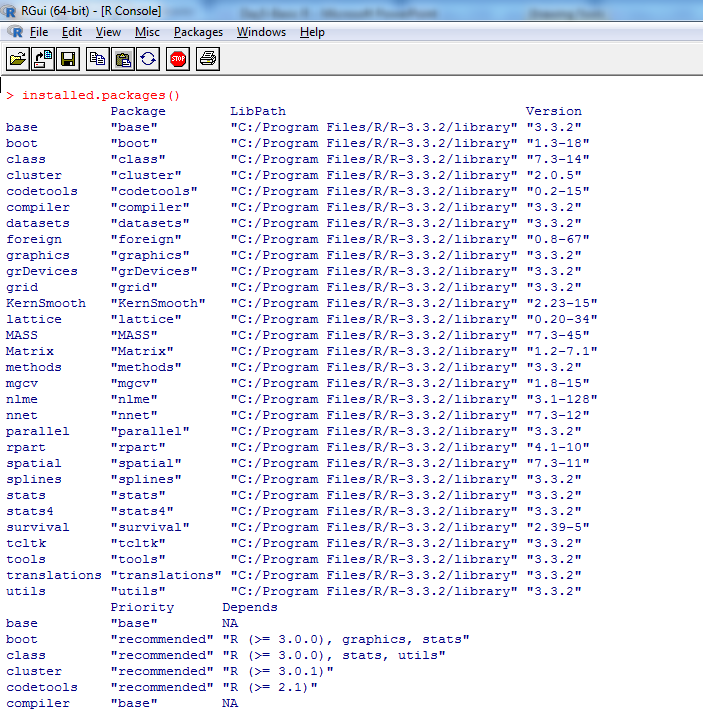 RGui (64-bit) - [R Console]
File Edit View Misc Packages Windows Help
STOP
> installed.packages()
Package LibPath Version
base "base" "C:/Program Files/R/R-3.3.2/library" "3.3.2"
boot "boot" "C:/Program Files/R/R-3.3.2/library" "1.3-18"
class "class" "C:/Program Files/R/R-3.3.2/library" "7.3-14"
cluster "cluster" "C:/Program Files/R/R-3.3.2/library" "2.0.5"
codetools "codetools" "C:/Program Files/R/R-3.3.2/library" "0.2-15"
compiler "compiler" "C:/Program Files/R/R-3.3.2/library" "3.3.2"
datasets "datasets" "C:/Program Files/R/R-3.3.2/library" "3.3.2"
foreign "foreign" "C:/Program Files/R/R-3.3.2/library" "0.8-67"
graphics "graphics" "C:/Program Files/R/R-3.3.2/library" "3.3.2"
grDevices "grDevices" "C:/Program Files/R/R-3.3.2/library" "3.3.2"
grid "grid" "C:/Program Files/R/R-3.3.2/library" "3.3.2"
KernSmooth "KernSmooth" "C:/Program Files/R/R-3.3.2/library" "2.23-15"
lattice "lattice" "C:/Program Files/R/R-3.3.2/library" "0.20-34"
MASS "MASS" "C:/Program Files/R/R-3.3.2/library" "7.3-45"
Matrix "Matrix" "C:/Program Files/R/R-3.3.2/library" "1.2-7.1"
methods "methods" "C:/Program Files/R/R-3.3.2/library" "3.3.2"
mgcv "mgcv" "C:/Program Files/R/R-3.3.2/library" "1.8-15"
nlme "nlme" "C:/Program Files/R/R-3.3.2/library" "3.1-128"
nnet "nnet" "C:/Program Files/R/R-3.3.2/library" "7.3-12"
parallel "parallel" "C:/Program Files/R/R-3.3.2/library" "3.3.2"
rpart "rpart" "C:/Program Files/R/R-3.3.2/library" "4.1-10"
spatial "spatial" "C:/Program Files/R/R-3.3.2/library" "7.3-11"
splines "splines" "C:/Program Files/R/R-3.3.2/library" "3.3.2"
stats "stats" "C:/Program Files/R/R-3.3.2/library" "3.3.2"
stats4 "stats4" "C:/Program Files/R/R-3.3.2/library" "3.3.2"
survival "survival" "C:/Program Files/R/R-3.3.2/library" "2.39-5"
tcltk "tcltk" "C:/Program Files/R/R-3.3.2/library" "3.3.2"
tools "tools" "C:/Program Files/R/R-3.3.2/library" "3.3.2"
translations "translations" "C:/Program Files/R/R-3.3.2/library" "3.3.2"
utils "utils" "C:/Program Files/R/R-3.3.2/library" "3.3.2"
Priority Depends
base "base" NA
boot "recommended" "R (>= 3.0.0), graphics, stats"
class "recommended" "R (>= 3.0.0), stats, utils"
cluster "recommended" "R (>= 3.0.1)"
codetools "recommended" "R (>= 2.1)"
compiler "base" NA